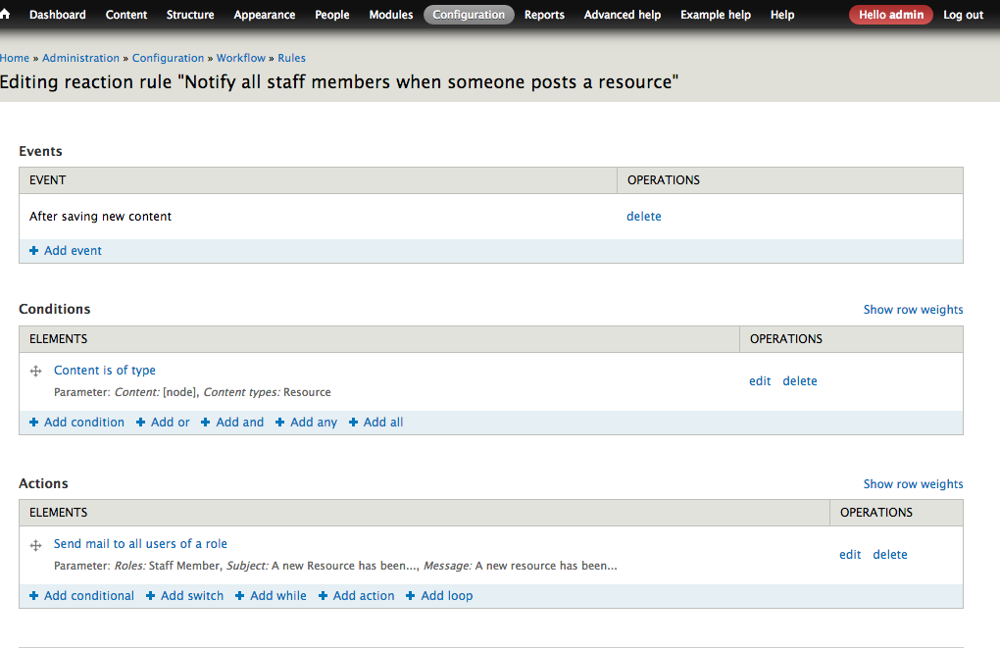 Dashboard Content Structure Appearance People Modules Configuration Reports Advanced help Example help Help Hello admin Log out
Home » Administration » Configuration » Workflow » Rules
Editing reaction rule "Notify all staff members when someone posts a resource"
Events
EVENT OPERATIONS
After saving new content delete
Add event
Conditions Show row weights
ELEMENTS OPERATIONS
Content is of type
edit delete
Parameter: Content: [node], Content types: Resource
Add condition Add or Add and Add any Add all
Actions Show row weights
ELEMENTS OPERATIONS
Send mail to all users of a role
edit delete
Parameter: Roles: Staff Member, Subject: A new Resource has been..., Message: A new resource has been...
Add conditional Add switch Add while Add action Add loop